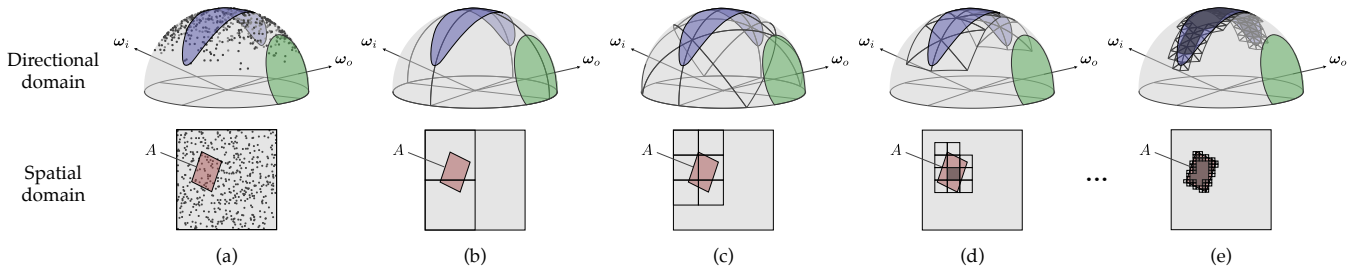 Directional
domain
ω_i ω_o ω_i ω_o ω_i ω_o ω_i ω_o ω_i ω_o
Spatial
domain
A A A A ... A
(a) (b) (c) (d) (e)